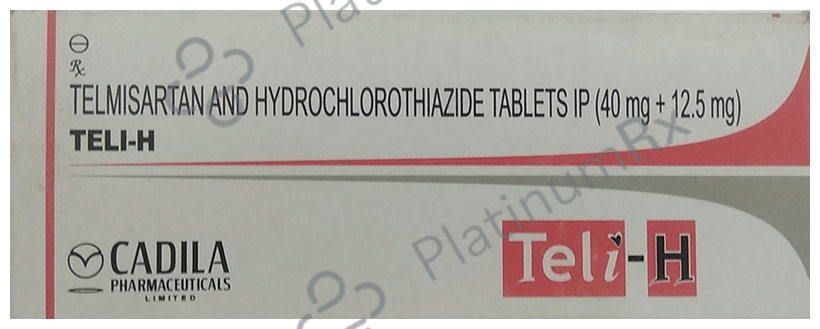 Rx
TELMISARTAN AND HYDROCHLOROTHIAZIDE TABLETS IP (40 mg + 12.5 mg)
TELI-H
CADILA
PHARMACEUTICALS
LIMITED
Teli-H
PlatinumRx